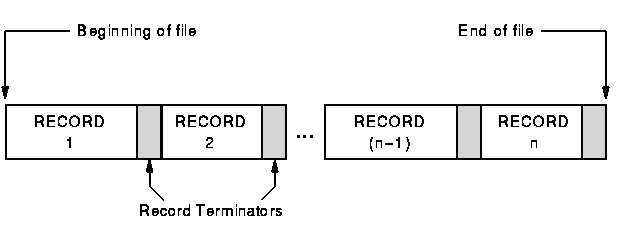 Beginning of file
End of file
RECORD
1
RECORD
2
...
RECORD
(n-1)
RECORD
n
Record Terminators